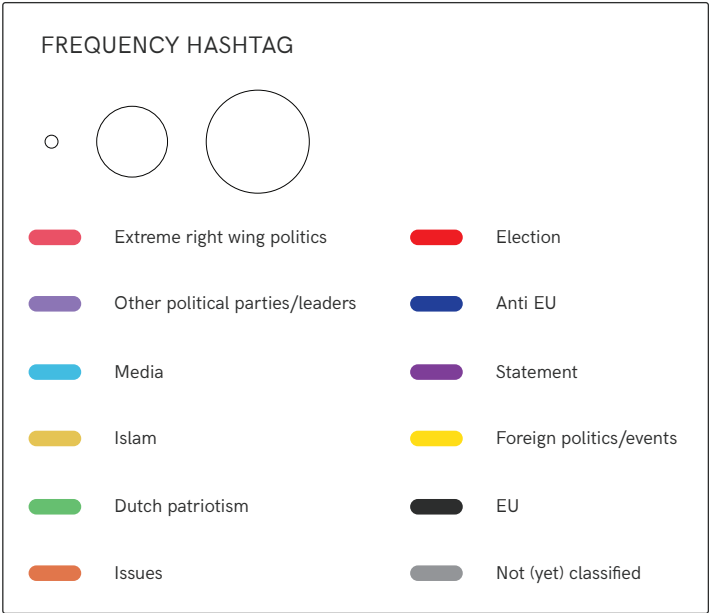 FREQUENCY HASHTAG
Extreme right wing politics
Election
Other political parties/leaders
Anti EU
Media
Statement
Islam
Foreign politics/events
Dutch patriotism
EU
Issues
Not (yet) classified